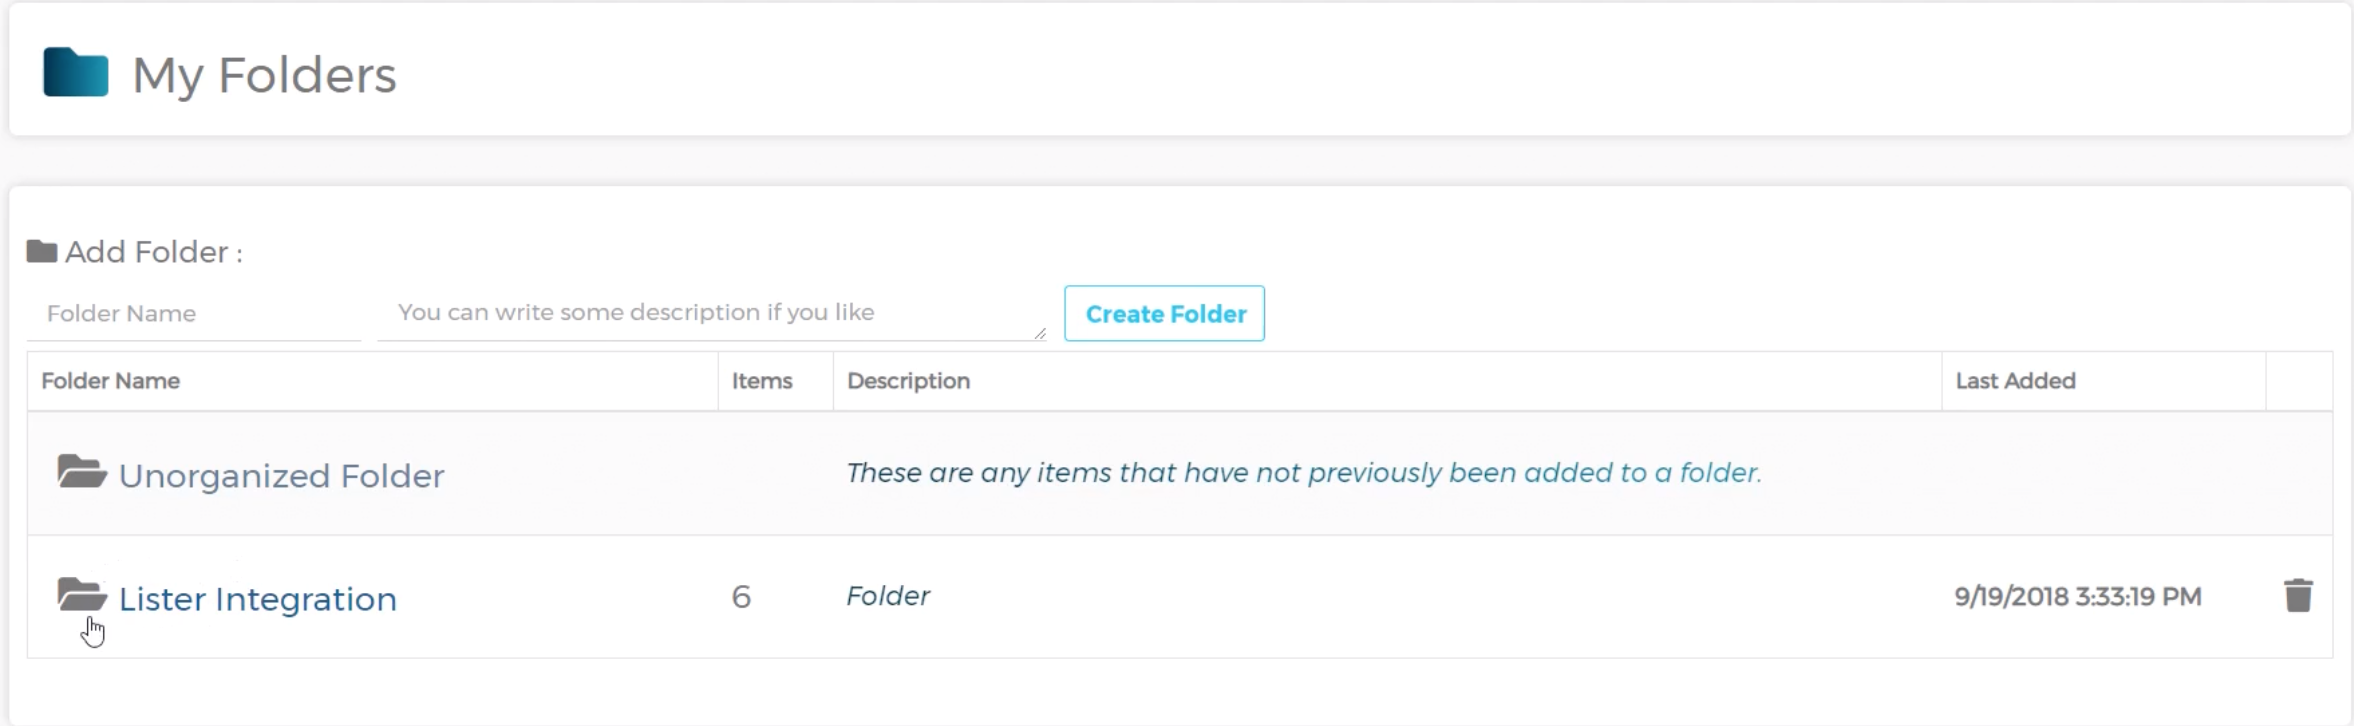 My Folders
Add Folder :
Folder Name You can write some description if you like Create Folder
Folder Name Items Description Last Added
Unorganized Folder These are any items that have not previously been added to a folder.
Lister Integration 6 Folder 9/19/2018 3:33:19 PM